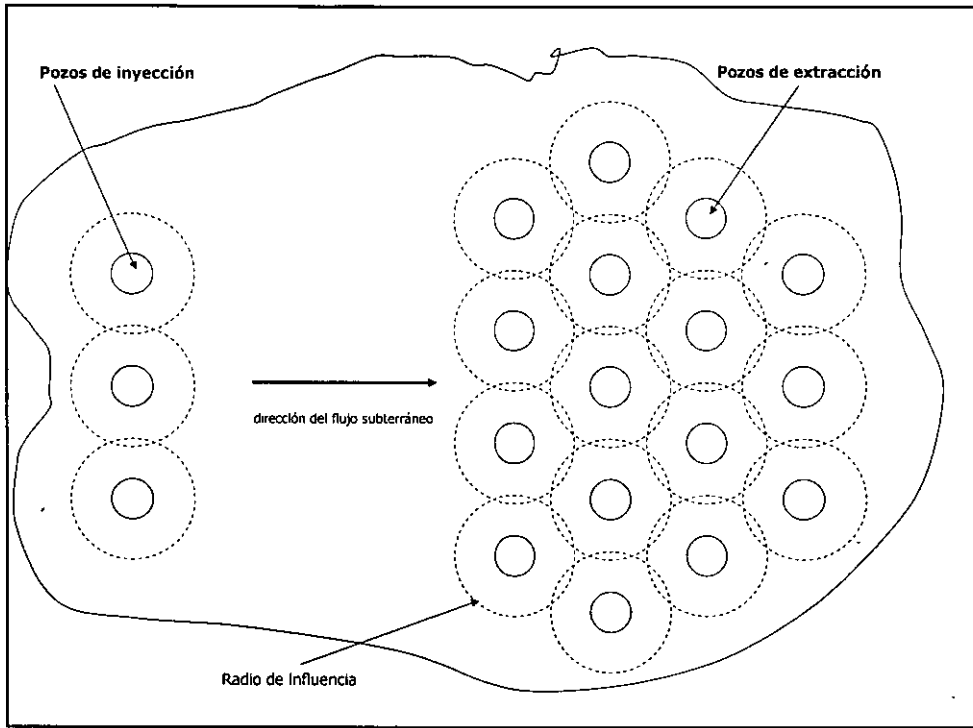 Pozos de inyección
Pozos de extracción
dirección del flujo subterráneo
Radio de Influencia